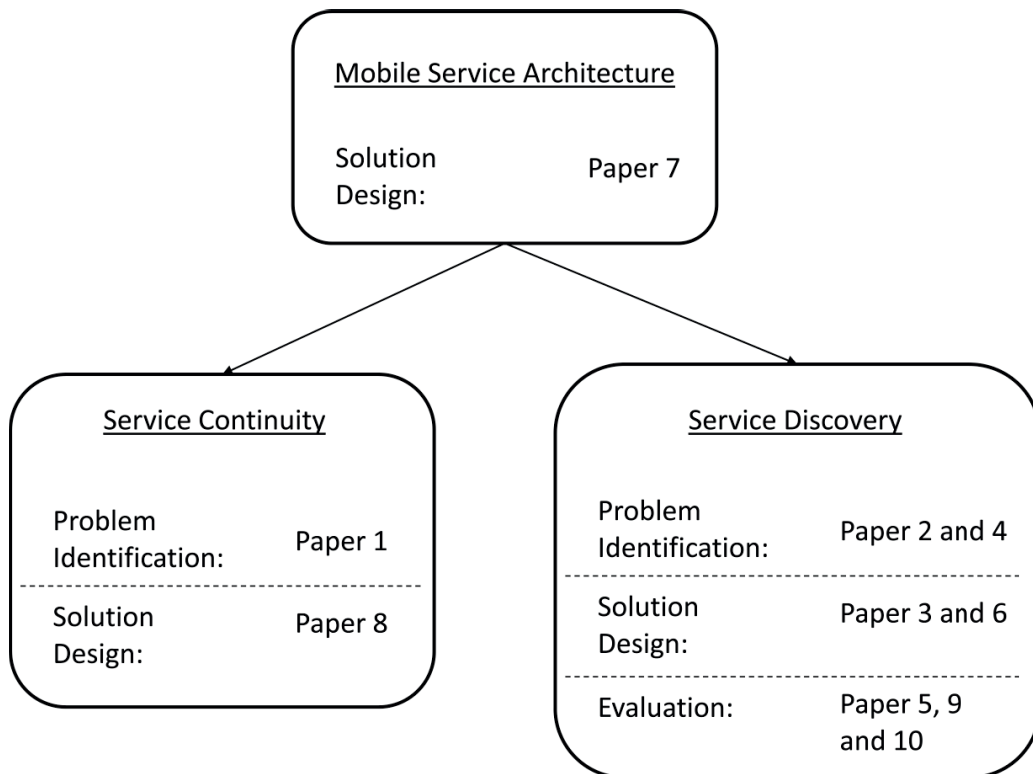 Mobile Service Architecture
Solution
Design:
Paper 7
Service Continuity
Problem
Identification:
Paper 1
Solution
Design:
Paper 8
Service Discovery
Problem
Identification:
Paper 2 and 4
Solution
Design:
Paper 3 and 6
Evaluation:
Paper 5, 9
and 10